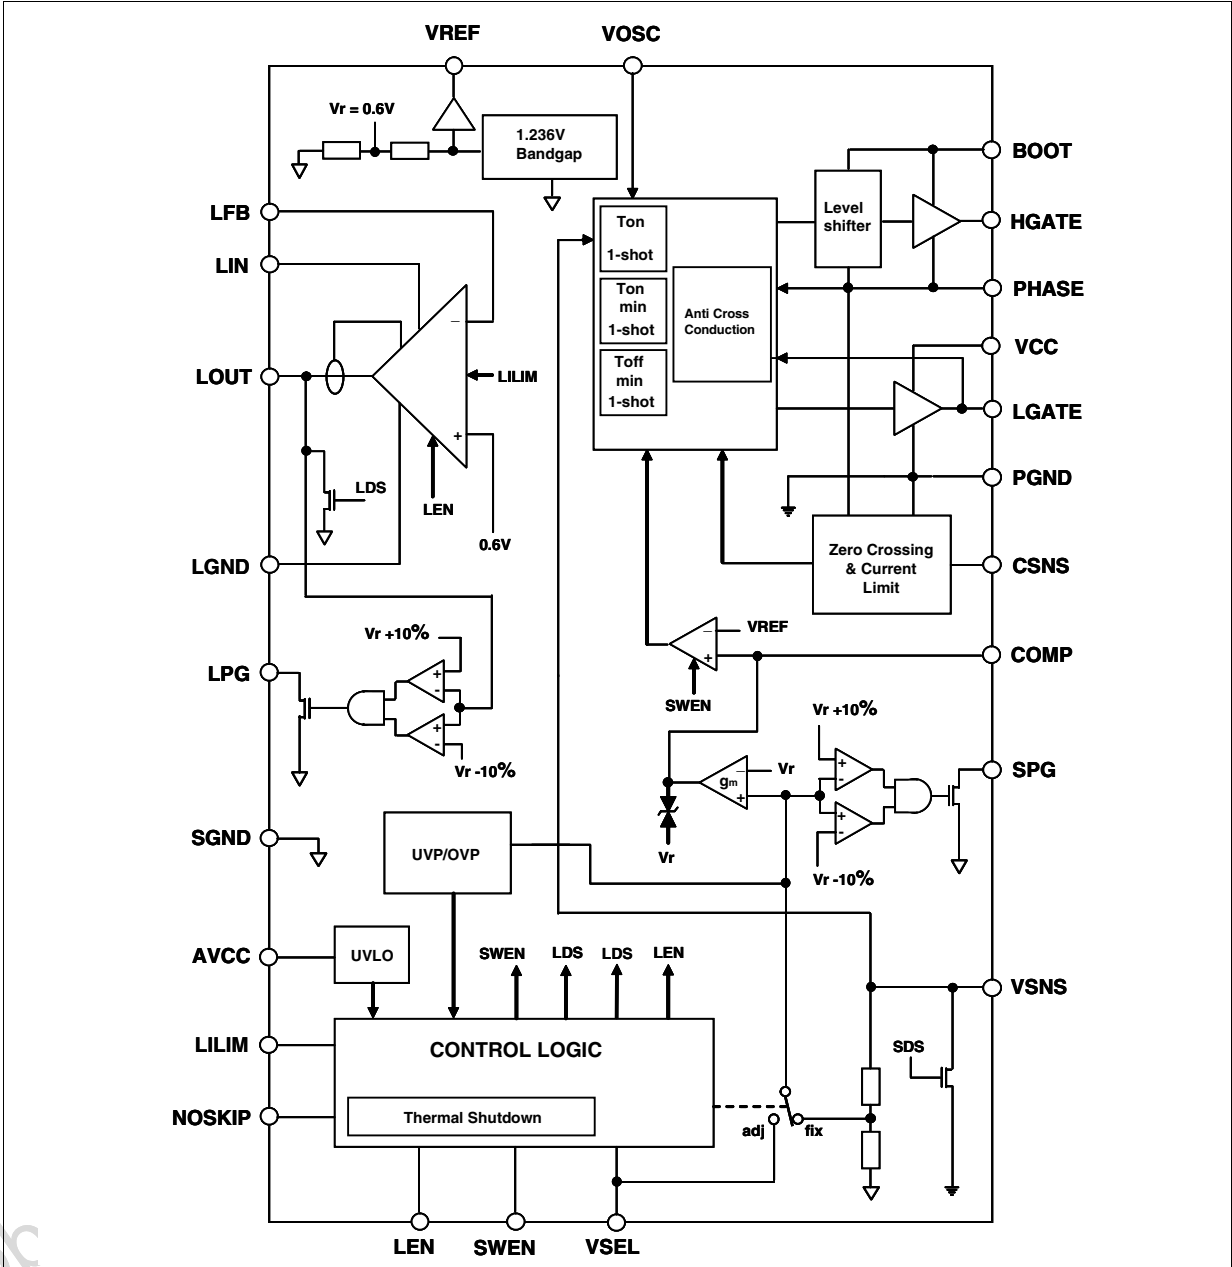 VREF
VOSC
Vr = 0.6V
1.236V
Bandgap
BOOT
HGATE
PHASE
VCC
LGATE
PGND
CSNS
COMP
SPG
VSNS
LFB
LIN
LOUT
LGND
LPG
SGND
AVCC
LILIM
NOSKIP
Level
shifter
Ton
1-shot
Ton
min
1-shot
Toff
min
1-shot
Anti Cross
Conduction
−
+
LILIM
LEN
0.6V
LDS
Zero Crossing
& Current
Limit
VREF
−
+
SWEN
Vr +10%
+
-
+
-
Vr -10%
Vr +10%
+
-
+
-
Vr -10%
gm
−
+
Vr
Vr
UVP/OVP
UVLO
SWEN
LDS
LDS
LEN
CONTROL LOGIC
Thermal Shutdown
adj
fix
SDS
LEN
SWEN
VSEL